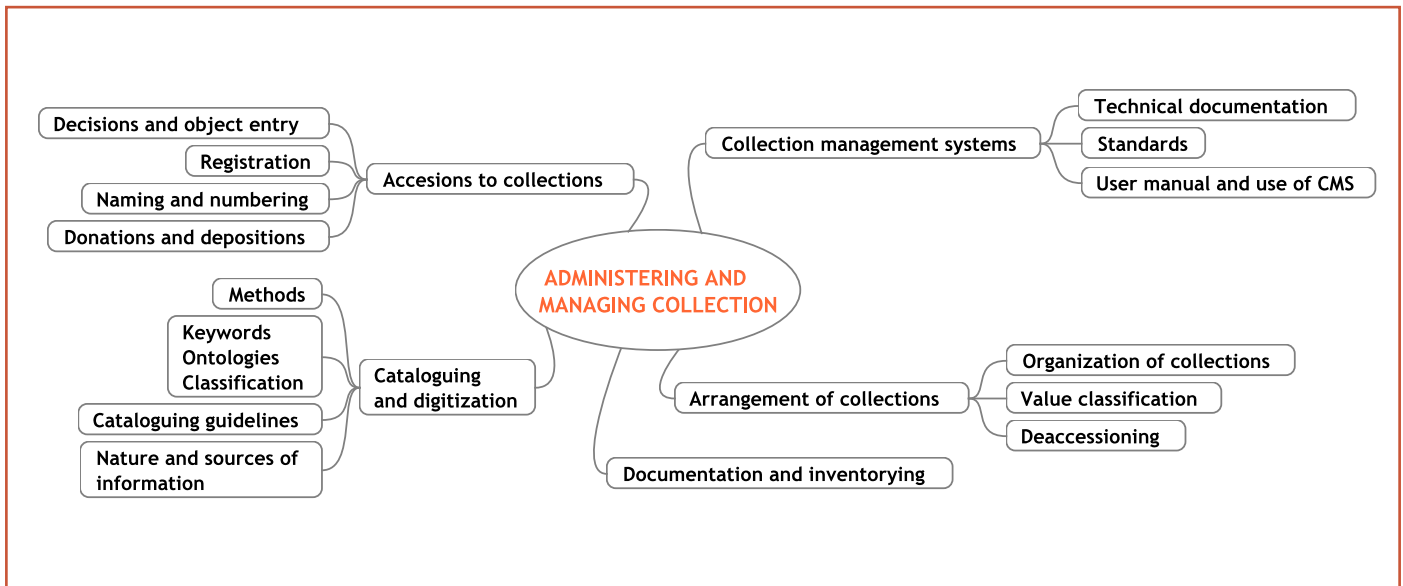 ADMINISTERING AND
MANAGING COLLECTION
Accesions to collections
Decisions and object entry
Registration
Naming and numbering
Donations and depositions
Cataloguing
and digitization
Methods
Keywords
Ontologies
Classification
Cataloguing guidelines
Nature and sources of
information
Collection management systems
Technical documentation
Standards
User manual and use of CMS
Arrangement of collections
Organization of collections
Value classification
Deaccessioning
Documentation and inventorying